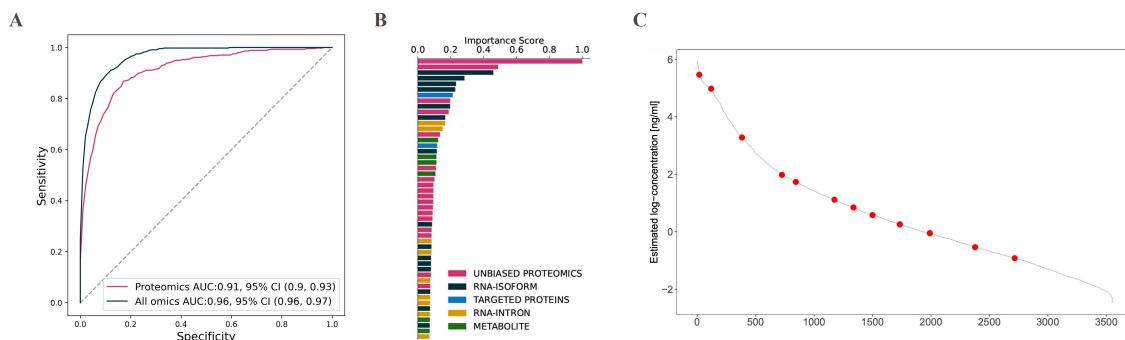 A
B
C
1.0
0.8
0.6
0.4
0.2
0.0
Sensitivity
0.0 0.2 0.4 0.6 0.8 1.0
Specificity
Proteomics AUC:0.91, 95% CI (0.9, 0.93)
All omics AUC:0.96, 95% CI (0.96, 0.97)
Importance Score
0.0 0.2 0.4 0.6 0.8 1.0
UNBIASED PROTEOMICS
RNA-ISOFORM
TARGETED PROTEINS
RNA-INTRON
METABOLITE
Estimated log-concentration [ng/ml]
6
4
2
0
−2
0 500 1000 1500 2000 2500 3000 3500